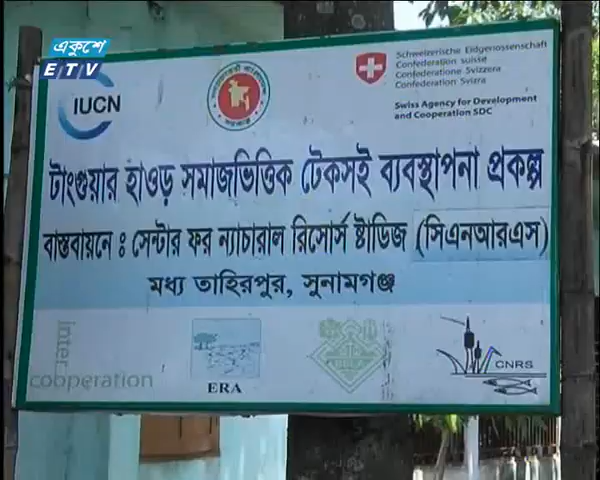 একুশে
ETV
IUCN
Schweizerische Eidgenossenschaft
Confédération suisse
Confederazione Svizzera
Confederaziun Svizra
Swiss Agency for Development
and Cooperation SDC
টাংগুয়ার হাওড় সমাজভিত্তিক টেকসই ব্যবস্থাপনা প্রকল্প
বাস্তবায়নে ঃ সেন্টার ফর ন্যাচারাল রিসোর্স ষ্টাডিজ (সিএনআরএস)
মধ্য তাহিরপুর, সুনামগঞ্জ
inter
cooperation
ERA
CNRS